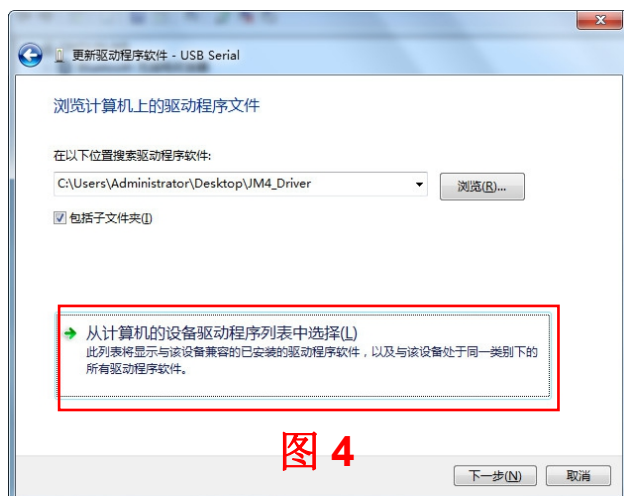 更新驱动程序软件 - USB Serial
浏览计算机上的驱动程序文件
在以下位置搜索驱动程序软件:
C:\Users\Administrator\Desktop\JM4_Driver
浏览(R)...
包括子文件夹(I)
从计算机的设备驱动程序列表中选择(L)
此列表将显示与该设备兼容的已安装的驱动程序软件，以及与该设备处于同一类别下的
所有驱动程序软件。
图 4
下一步(N)
取消